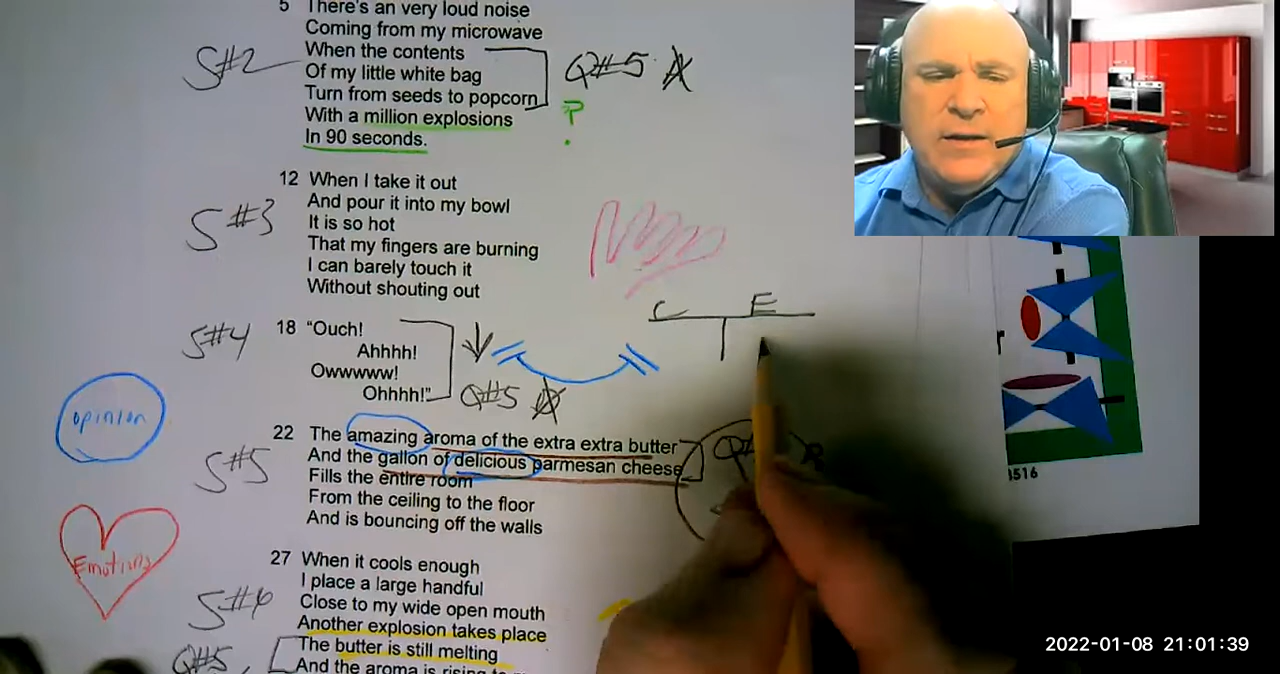 5 There's an very loud noise
Coming from my microwave
When the contents
Of my little white bag
Turn from seeds to popcorn
With a million explosions
In 90 seconds.
S#2
Q#5 A
?
12 When I take it out
And pour it into my bowl
It is so hot
That my fingers are burning
I can barely touch it
Without shouting out
S#3
C E
18 "Ouch!
Ahhhh!
Owwwww!
Ohhhh!"
S#4
Q#5
opinion
22 The amazing aroma of the extra extra butter
And the gallon of delicious parmesan cheese
Fills the entire room
From the ceiling to the floor
And is bouncing off the walls
S#5
Emotions
27 When it cools enough
I place a large handful
Close to my wide open mouth
Another explosion takes place
The butter is still melting
And the aroma is rising
S#6
Q#5
516
2022-01-08 21:01:39